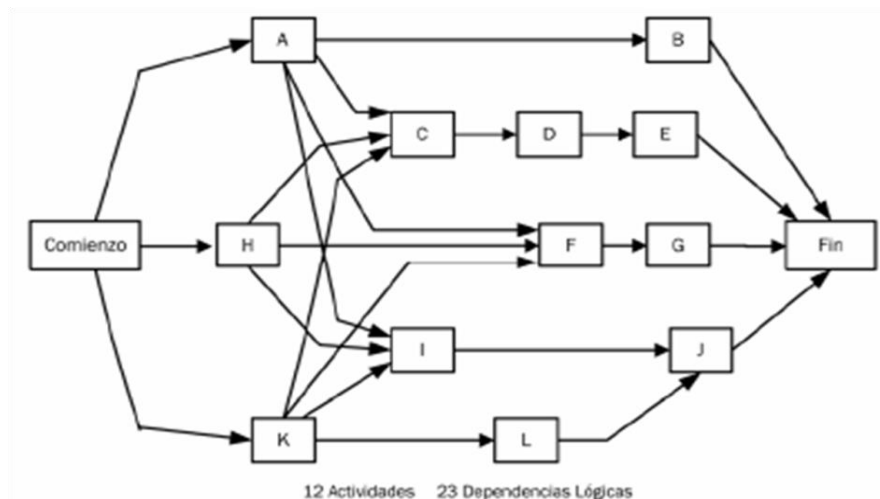 A
B
C
D
E
Comienzo
H
F
G
Fin
I
J
K
L
12 Actividades 23 Dependencias Lógicas